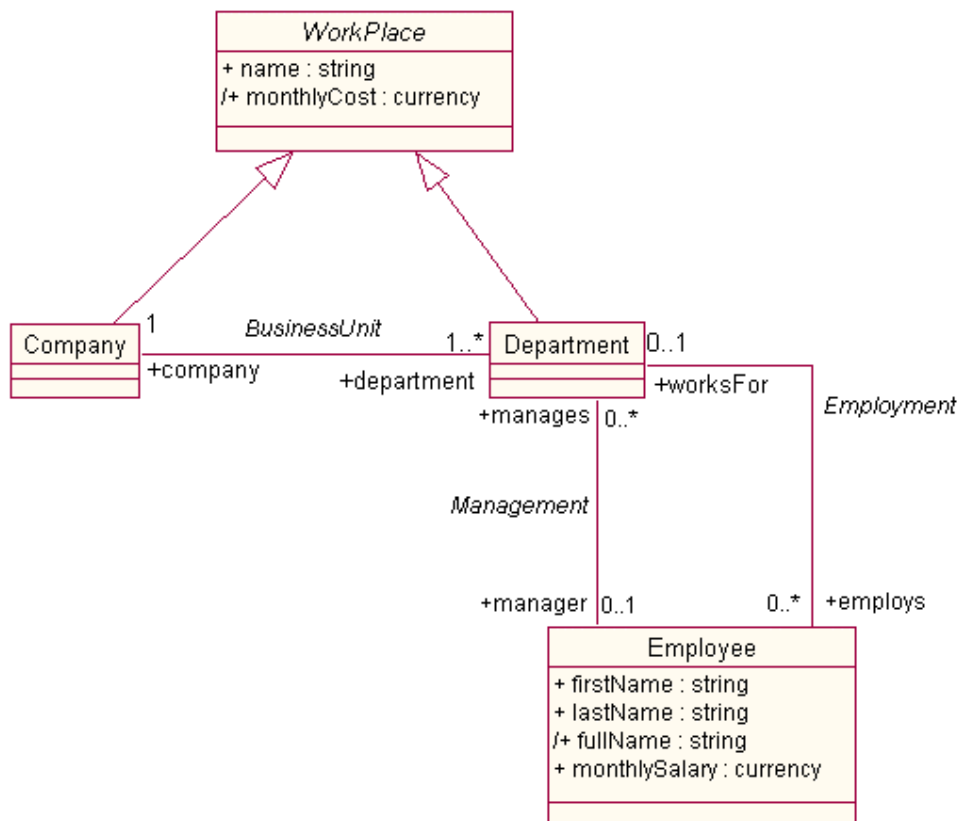 WorkPlace
+ name : string
/+ monthlyCost : currency
Company
1
BusinessUnit
1..*
+company
+department
Department
0..1
+worksFor
Employment
+manages
0..*
Management
+manager
0..1
0..*
+employs
Employee
+ firstName : string
+ lastName : string
/+ fullName : string
+ monthlySalary : currency